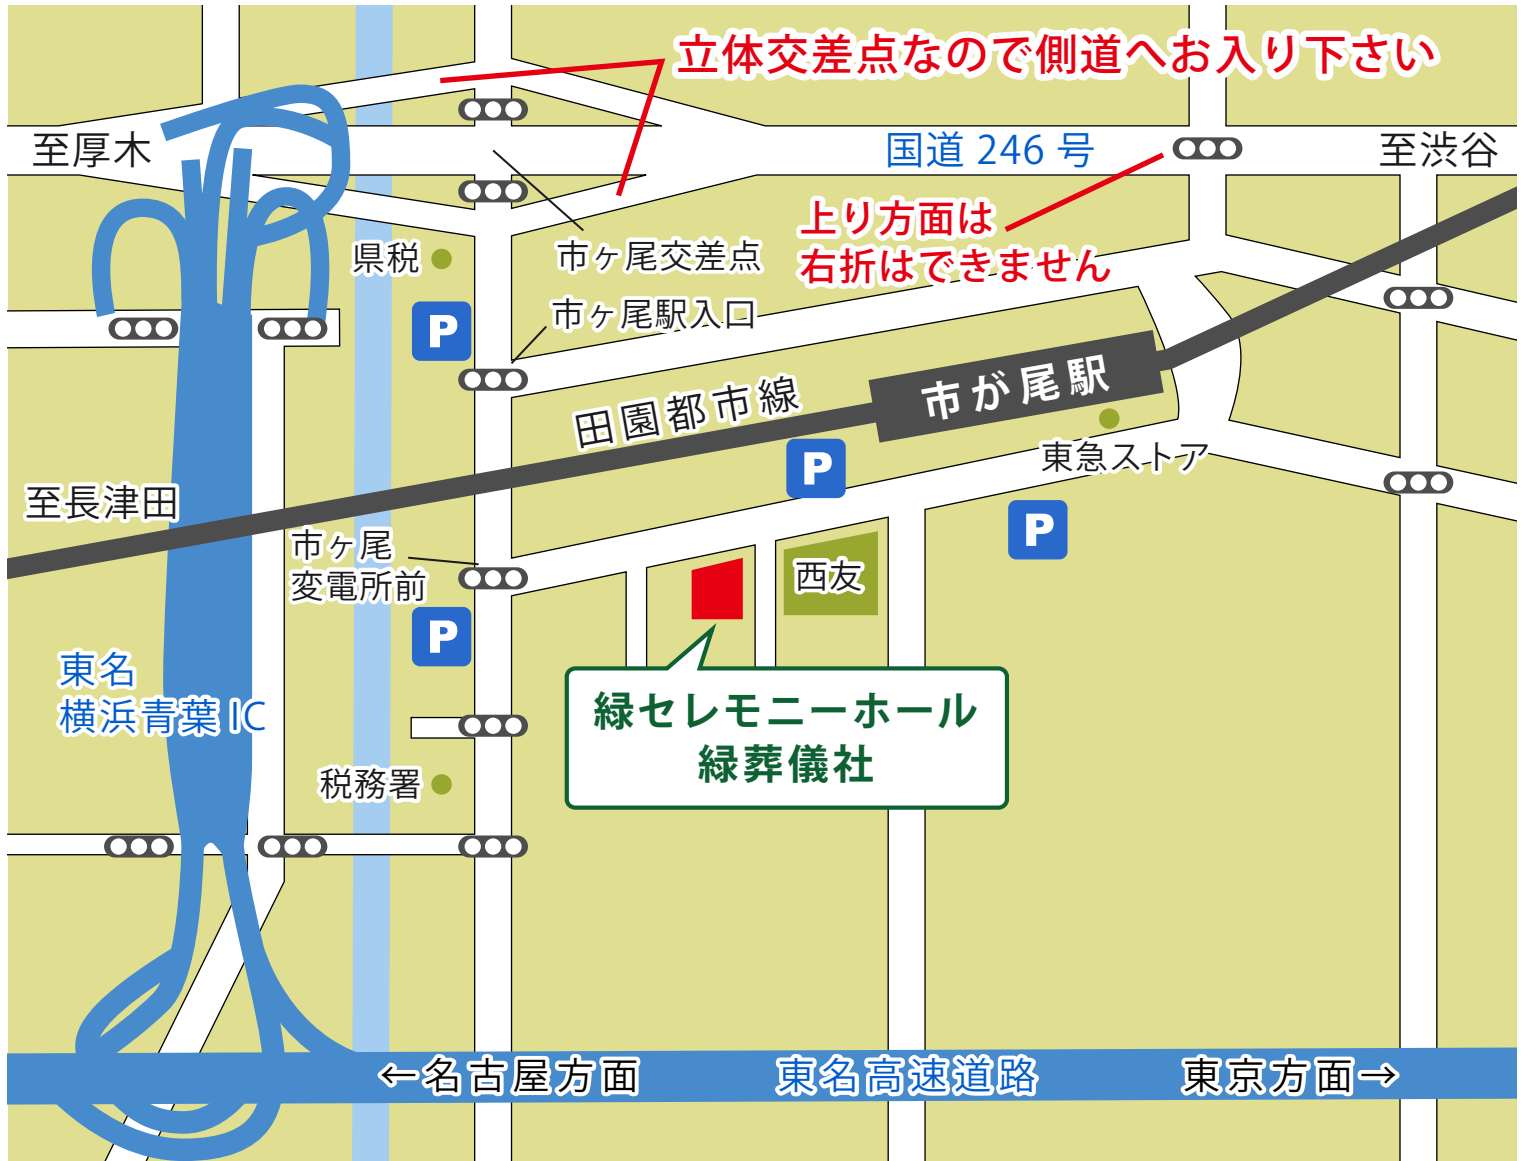 立体交差点なので側道へお入り下さい
至厚木
国道 246 号
至渋谷
上り方面は
右折はできません
県税
市ヶ尾交差点
市ヶ尾駅入口
P
市が尾駅
田園都市線
東急ストア
P
至長津田
P
市ヶ尾
変電所前
西友
P
東名
横浜青葉 IC
緑セレモニーホール
緑葬儀社
税務署
←名古屋方面
東名高速道路
東京方面→